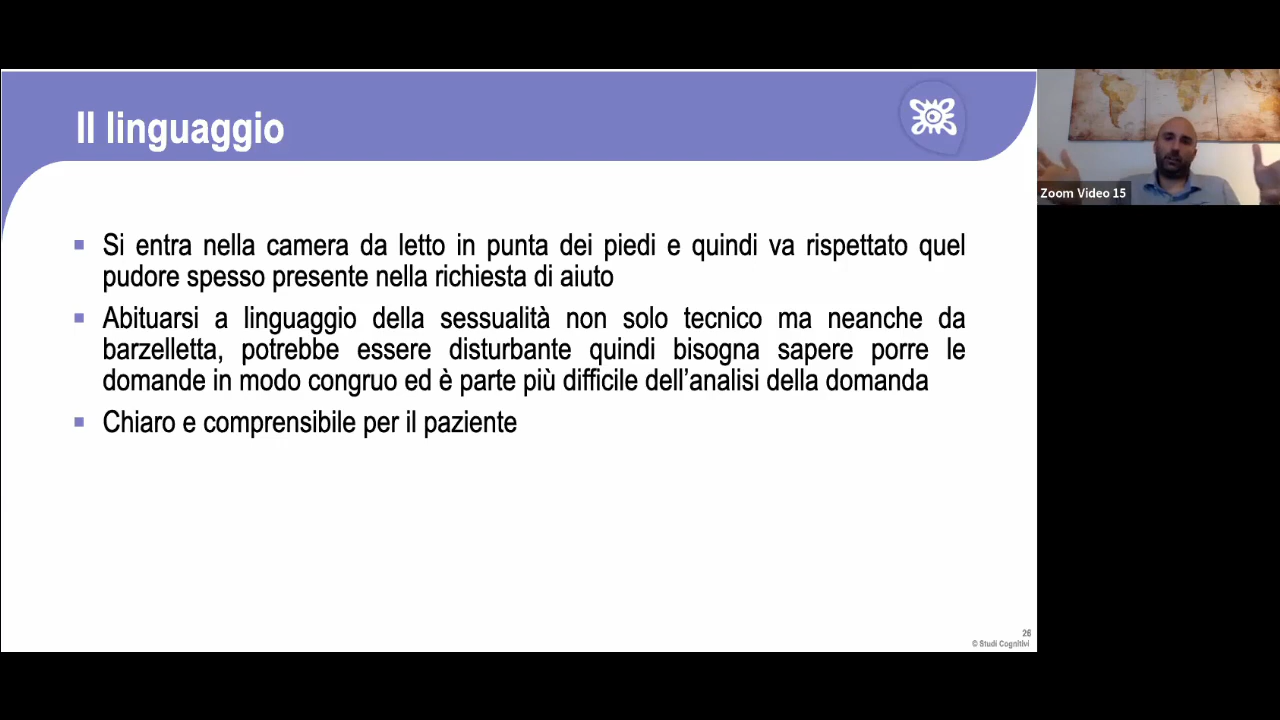 Il linguaggio
Si entra nella camera da letto in punta dei piedi e quindi va rispettato quel
pudore spesso presente nella richiesta di aiuto
Abituarsi a linguaggio della sessualità non solo tecnico ma neanche da
barzelletta, potrebbe essere disturbante quindi bisogna sapere porre le
domande in modo congruo ed è parte più difficile dell’analisi della domanda
Chiaro e comprensibile per il paziente
26
© Studi Cognitivi
Zoom Video 15